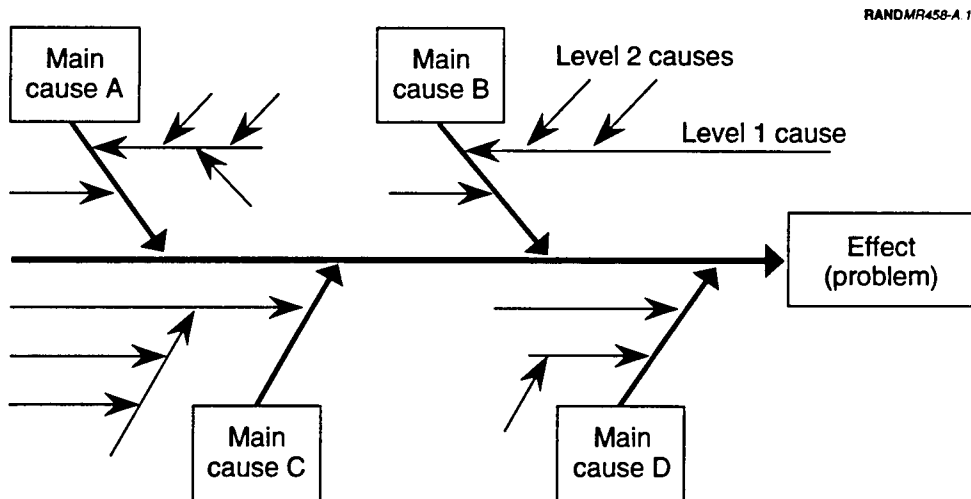 RANDMR458-A.1
Main
cause A
Main
cause B
Level 2 causes
Level 1 cause
Effect
(problem)
Main
cause C
Main
cause D